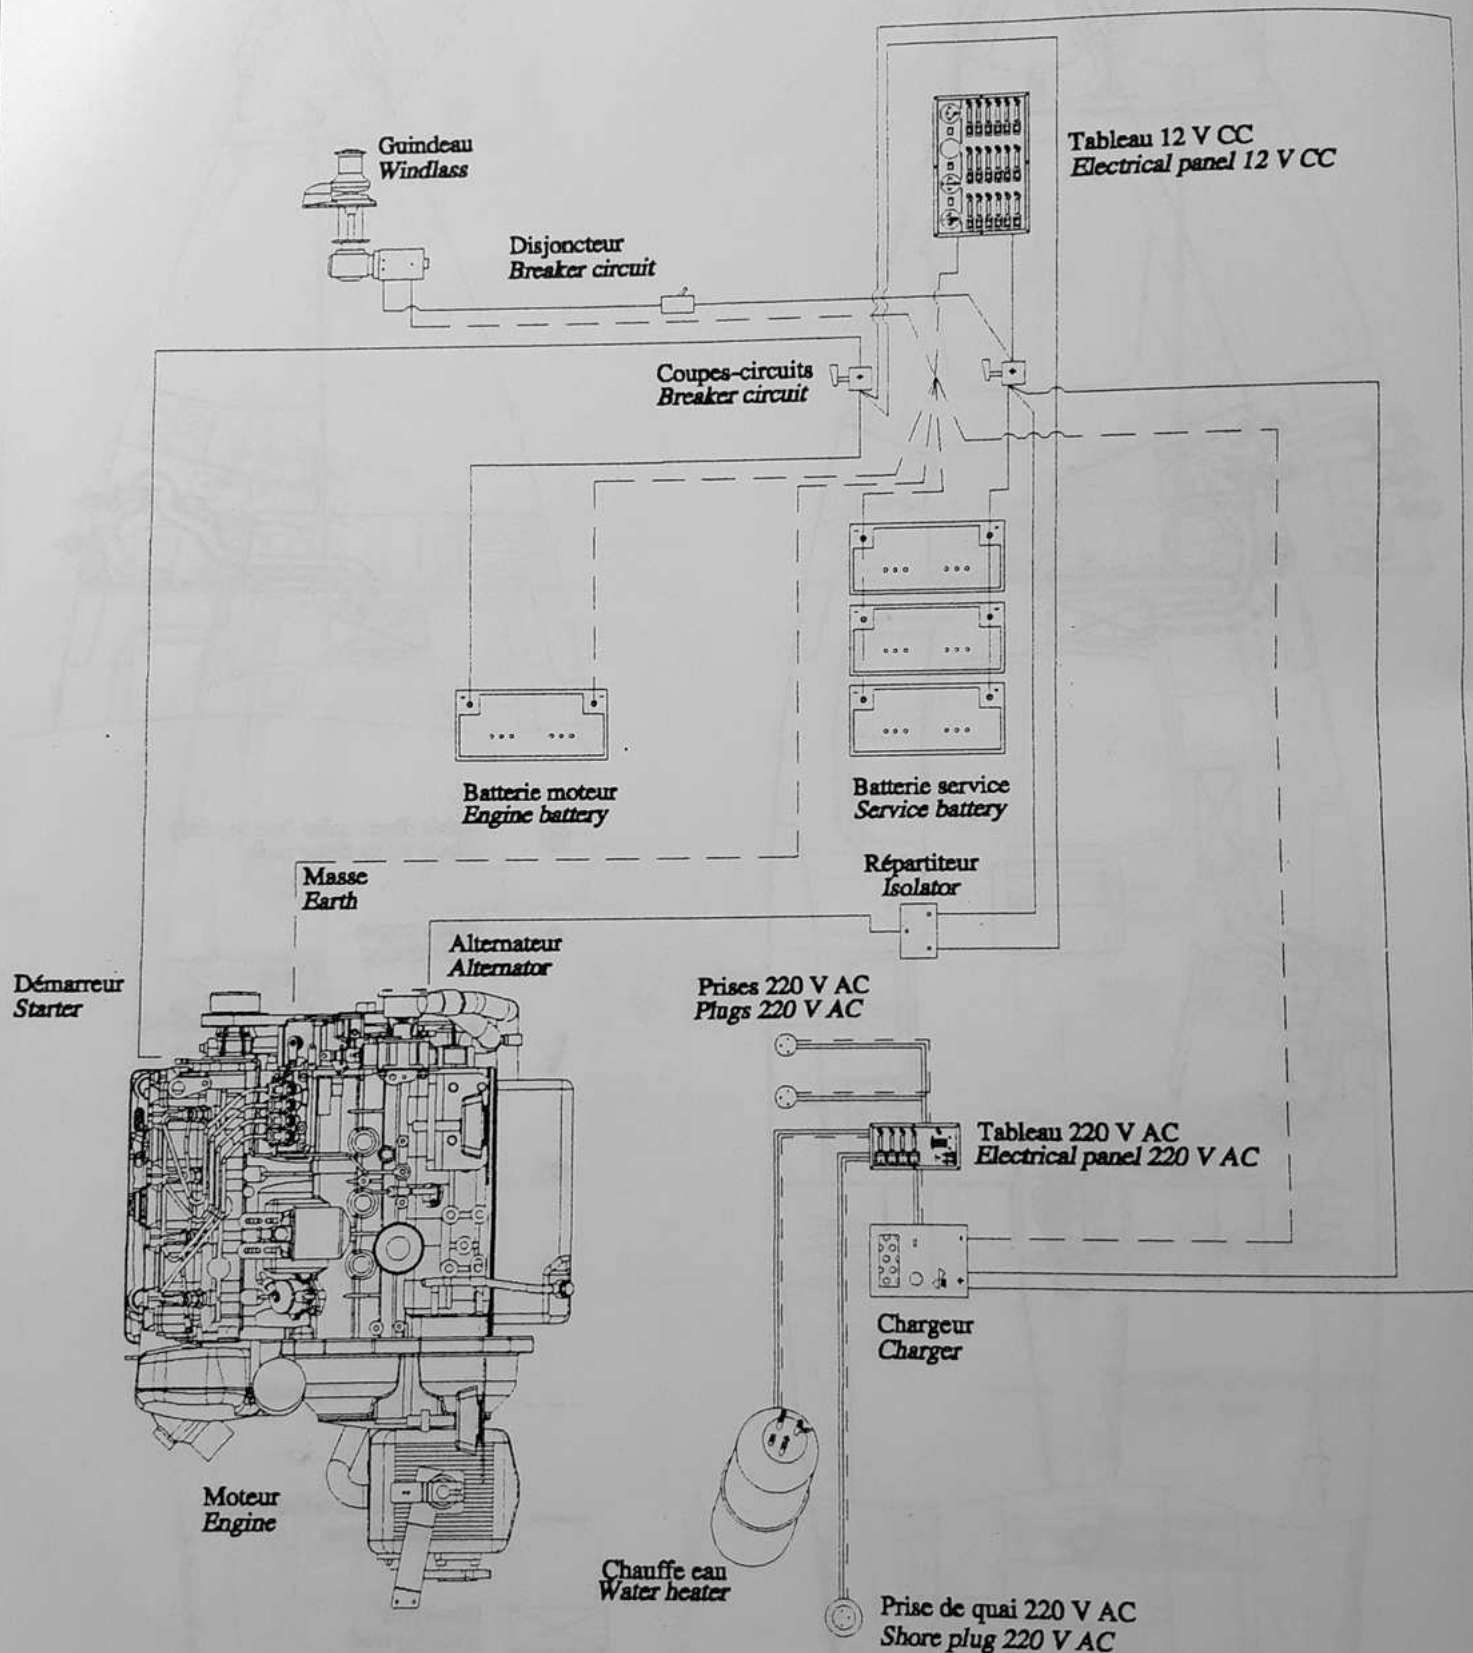 Guindeau
Windlass
Tableau 12 V CC
Electrical panel 12 V CC
Disjoncteur
Breaker circuit
Coupes-circuits
Breaker circuit
Batterie moteur
Engine battery
Batterie service
Service battery
Répartiteur
Isolator
Masse
Earth
Alternateur
Alternator
Démarreur
Starter
Prises 220 V AC
Plugs 220 V AC
Tableau 220 V AC
Electrical panel 220 V AC
Chargeur
Charger
Moteur
Engine
Chauffe eau
Water heater
Prise de quai 220 V AC
Shore plug 220 V AC